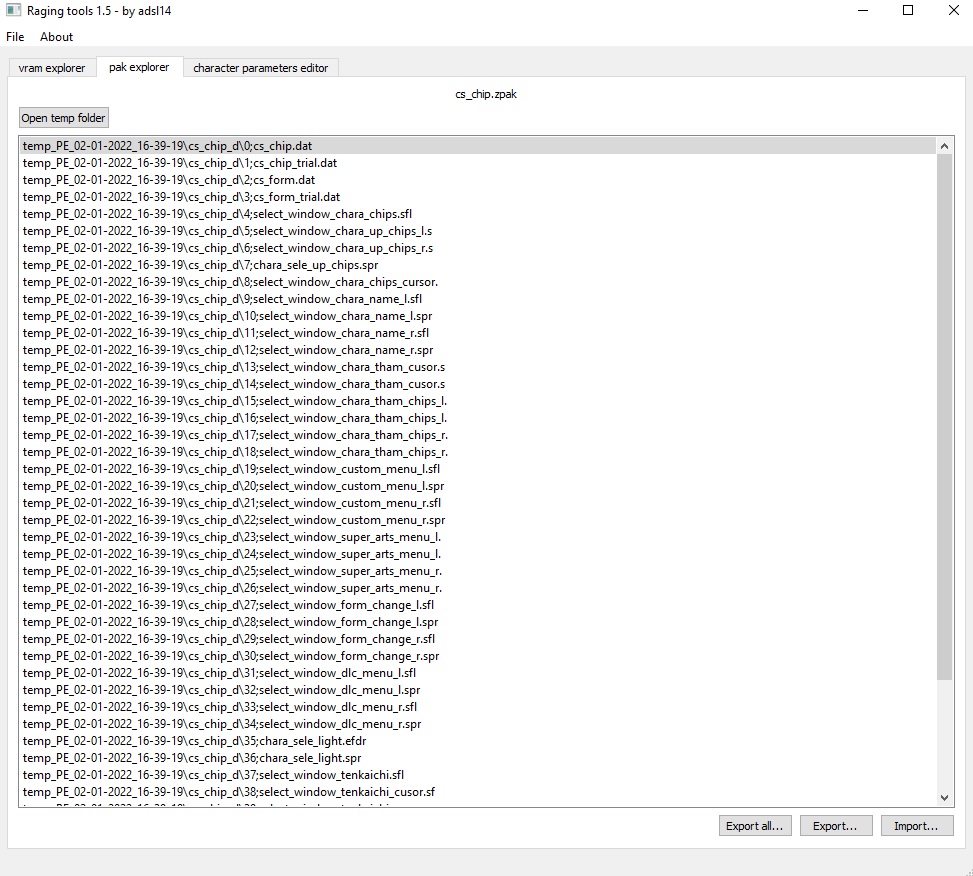 Raging tools 1.5 - by adsl14
File About
vram explorer pak explorer character parameters editor
cs_chip.zpak
Open temp folder
temp_PE_02-01-2022_16-39-19\cs_chip_d\0;cs_chip.dat
temp_PE_02-01-2022_16-39-19\cs_chip_d\1;cs_chip_trial.dat
temp_PE_02-01-2022_16-39-19\cs_chip_d\2;cs_form.dat
temp_PE_02-01-2022_16-39-19\cs_chip_d\3;cs_form_trial.dat
temp_PE_02-01-2022_16-39-19\cs_chip_d\4;select_window_chara_chips.sfl
temp_PE_02-01-2022_16-39-19\cs_chip_d\5;select_window_chara_up_chips_l.s
temp_PE_02-01-2022_16-39-19\cs_chip_d\6;select_window_chara_up_chips_r.s
temp_PE_02-01-2022_16-39-19\cs_chip_d\7;chara_sele_up_chips.spr
temp_PE_02-01-2022_16-39-19\cs_chip_d\8;select_window_chara_chips_cursor.
temp_PE_02-01-2022_16-39-19\cs_chip_d\9;select_window_chara_name_l.sfl
temp_PE_02-01-2022_16-39-19\cs_chip_d\10;select_window_chara_name_l.spr
temp_PE_02-01-2022_16-39-19\cs_chip_d\11;select_window_chara_name_r.sfl
temp_PE_02-01-2022_16-39-19\cs_chip_d\12;select_window_chara_name_r.spr
temp_PE_02-01-2022_16-39-19\cs_chip_d\13;select_window_chara_tham_cusor.s
temp_PE_02-01-2022_16-39-19\cs_chip_d\14;select_window_chara_tham_cusor.s
temp_PE_02-01-2022_16-39-19\cs_chip_d\15;select_window_chara_tham_chips_l.
temp_PE_02-01-2022_16-39-19\cs_chip_d\16;select_window_chara_tham_chips_l.
temp_PE_02-01-2022_16-39-19\cs_chip_d\17;select_window_chara_tham_chips_r.
temp_PE_02-01-2022_16-39-19\cs_chip_d\18;select_window_chara_tham_chips_r.
temp_PE_02-01-2022_16-39-19\cs_chip_d\19;select_window_custom_menu_l.sfl
temp_PE_02-01-2022_16-39-19\cs_chip_d\20;select_window_custom_menu_l.spr
temp_PE_02-01-2022_16-39-19\cs_chip_d\21;select_window_custom_menu_r.sfl
temp_PE_02-01-2022_16-39-19\cs_chip_d\22;select_window_custom_menu_r.spr
temp_PE_02-01-2022_16-39-19\cs_chip_d\23;select_window_super_arts_menu_l.
temp_PE_02-01-2022_16-39-19\cs_chip_d\24;select_window_super_arts_menu_l.
temp_PE_02-01-2022_16-39-19\cs_chip_d\25;select_window_super_arts_menu_r.
temp_PE_02-01-2022_16-39-19\cs_chip_d\26;select_window_super_arts_menu_r.
temp_PE_02-01-2022_16-39-19\cs_chip_d\27;select_window_form_change_l.sfl
temp_PE_02-01-2022_16-39-19\cs_chip_d\28;select_window_form_change_l.spr
temp_PE_02-01-2022_16-39-19\cs_chip_d\29;select_window_form_change_r.sfl
temp_PE_02-01-2022_16-39-19\cs_chip_d\30;select_window_form_change_r.spr
temp_PE_02-01-2022_16-39-19\cs_chip_d\31;select_window_dlc_menu_l.sfl
temp_PE_02-01-2022_16-39-19\cs_chip_d\32;select_window_dlc_menu_l.spr
temp_PE_02-01-2022_16-39-19\cs_chip_d\33;select_window_dlc_menu_r.sfl
temp_PE_02-01-2022_16-39-19\cs_chip_d\34;select_window_dlc_menu_r.spr
temp_PE_02-01-2022_16-39-19\cs_chip_d\35;chara_sele_light.efdr
temp_PE_02-01-2022_16-39-19\cs_chip_d\36;chara_sele_light.spr
temp_PE_02-01-2022_16-39-19\cs_chip_d\37;select_window_tenkaichi.sfl
temp_PE_02-01-2022_16-39-19\cs_chip_d\38;select_window_tenkaichi_cusor.sf
Export all... Export... Import...